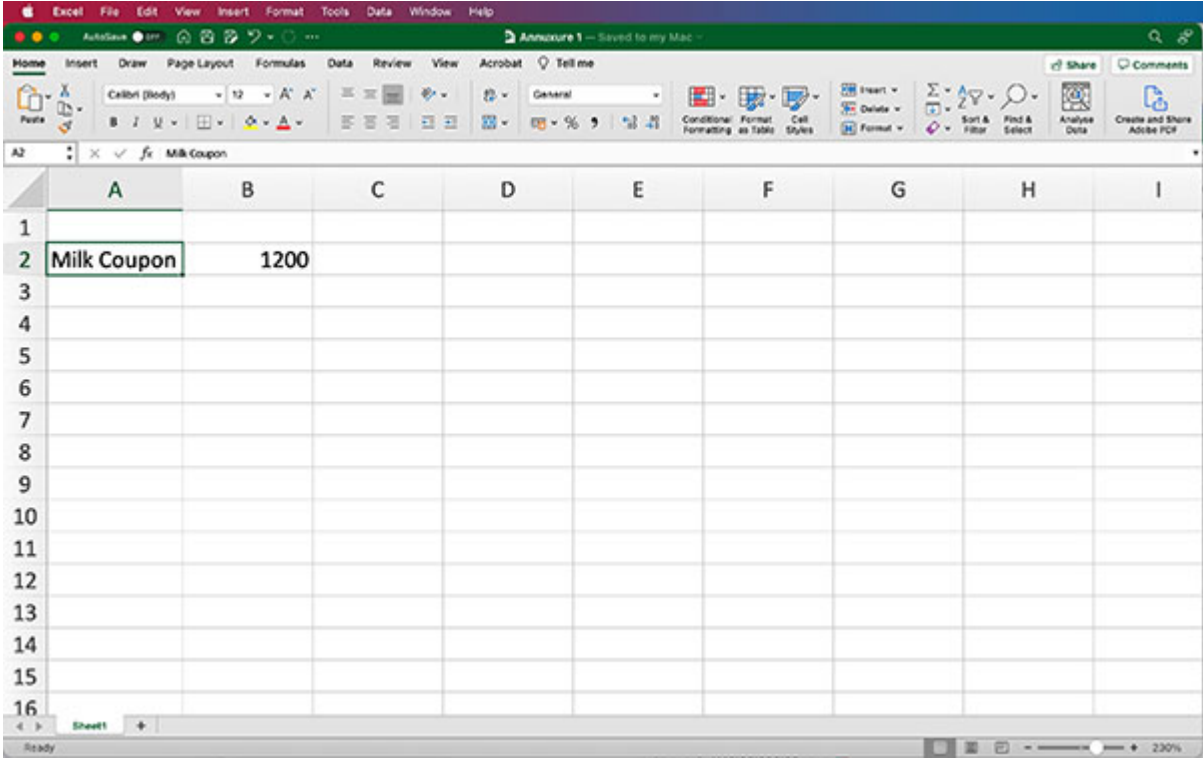 Excel File Edit View Insert Format Tools Data Window Help
AutoSave OFF Annuxure 1 — Saved to my Mac
Home Insert Draw Page Layout Formulas Data Review View Acrobat Tell me Share Comments
Paste Calibri (Body) 12 A A General Conditional Formatting Format as Table Cell Styles Insert Delete Format Sort & Filter Find & Select Analyse Data Create and Share Adobe PDF
B I U A % 9
A2 fx Milk Coupon
A B C D E F G H I
1
2 Milk Coupon 1200
3
4
5
6
7
8
9
10
11
12
13
14
15
16
Sheet1 +
Ready 230%